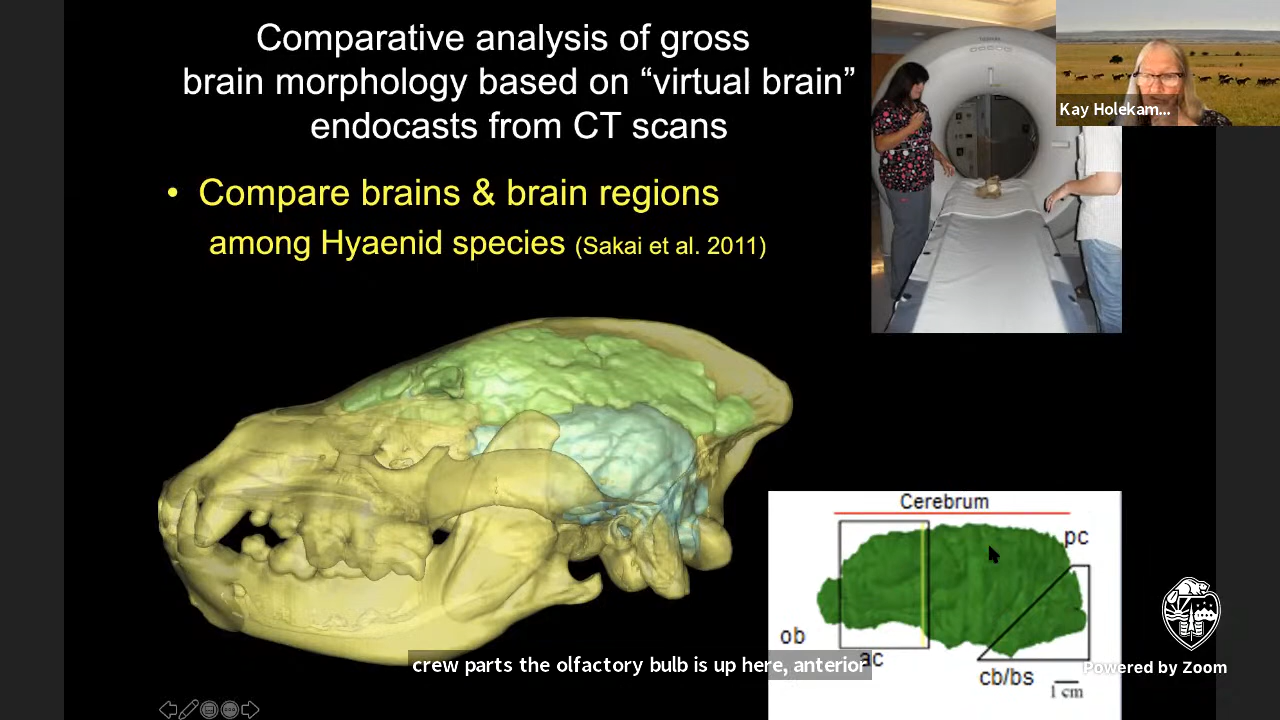 Comparative analysis of gross
brain morphology based on “virtual brain”
endocasts from CT scans
• Compare brains & brain regions
among Hyaenid species (Sakai et al. 2011)
Kay Holekam...
Cerebrum
pc
ob
ac
cb/bs
1 cm
crew parts the olfactory bulb is up here, anterior
Powered by Zoom